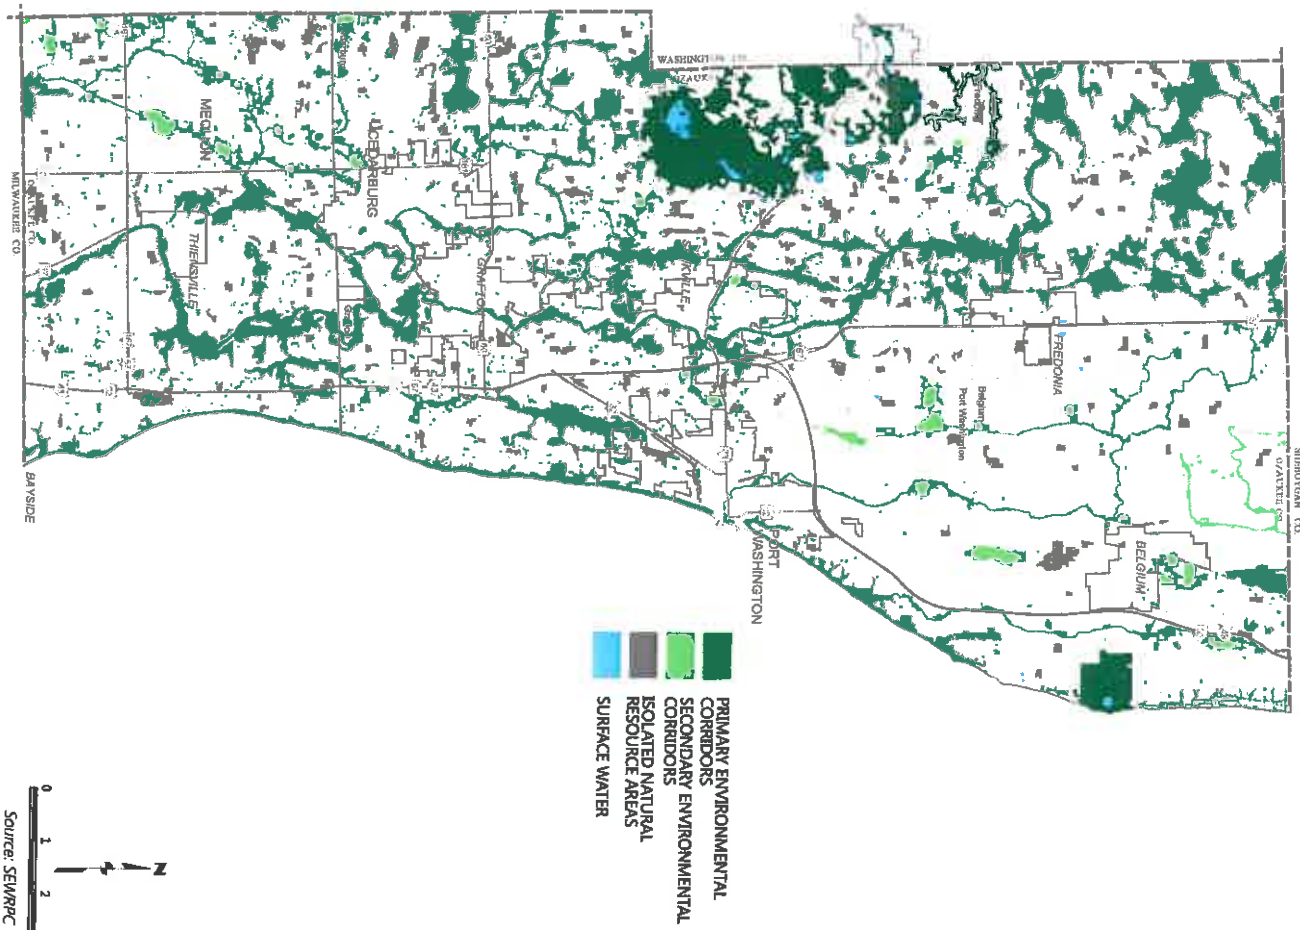 WASHINGTON CO.
OZAUKEE
MEQUON
CEDARBURG
THIENSVILLE
GRAFTON
FREDONIA
Belgium
Port Washington
BELGIUM
PORT
WASHINGTON
BAYSIDE
MILWAUKEE CO.
OZAUKEE CO.
SHEBOYGAN CO.
OZAUKEE CO.
PRIMARY ENVIRONMENTAL
CORRIDORS
SECONDARY ENVIRONMENTAL
CORRIDORS
ISOLATED NATURAL
RESOURCE AREAS
SURFACE WATER
N
0 1 2
Source: SEWRPC